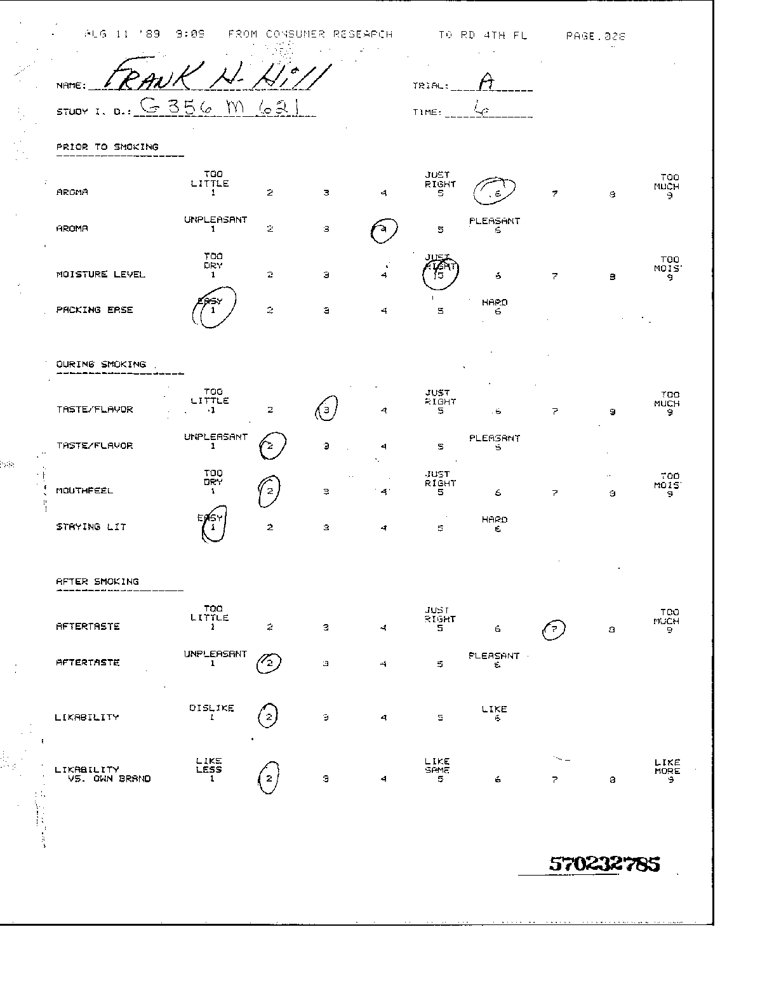 AUG 11 '89 9:09 FROM CONSUMER RESEARCH TO RD 4TH FL PAGE.028
NAME: FRANK H. Hill TRIAL: A
STUDY I. D.: G 356 M 621 TIME: 6
PRIOR TO SMOKING
TOO LITTLE JUST RIGHT TOO MUCH
AROMA 1 2 3 4 5 6 7 8 9
UNPLEASANT PLEASANT
AROMA 1 2 3 4 5 6
TOO DRY JUST RIGHT TOO MOIS
MOISTURE LEVEL 1 2 3 4 5 6 7 8 9
EASY HARD
PACKING EASE 1 2 3 4 5 6
DURING SMOKING
TOO LITTLE JUST RIGHT TOO MUCH
TASTE/FLAVOR 1 2 3 4 5 6 7 8 9
UNPLEASANT PLEASANT
TASTE/FLAVOR 1 2 3 4 5 6
TOO DRY JUST RIGHT TOO MOIS
MOUTHFEEL 1 2 3 4 5 6 7 8 9
EASY HARD
STAYING LIT 1 2 3 4 5 6
AFTER SMOKING
TOO LITTLE JUST RIGHT TOO MUCH
AFTERTASTE 1 2 3 4 5 6 7 8 9
UNPLEASANT PLEASANT
AFTERTASTE 1 2 3 4 5 6
DISLIKE LIKE
LIKABILITY 1 2 3 4 5 6
LIKE LESS LIKE SAME LIKE MORE
LIKABILITY
VS. OWN BRAND 1 2 3 4 5 6 7 8 9
570232785